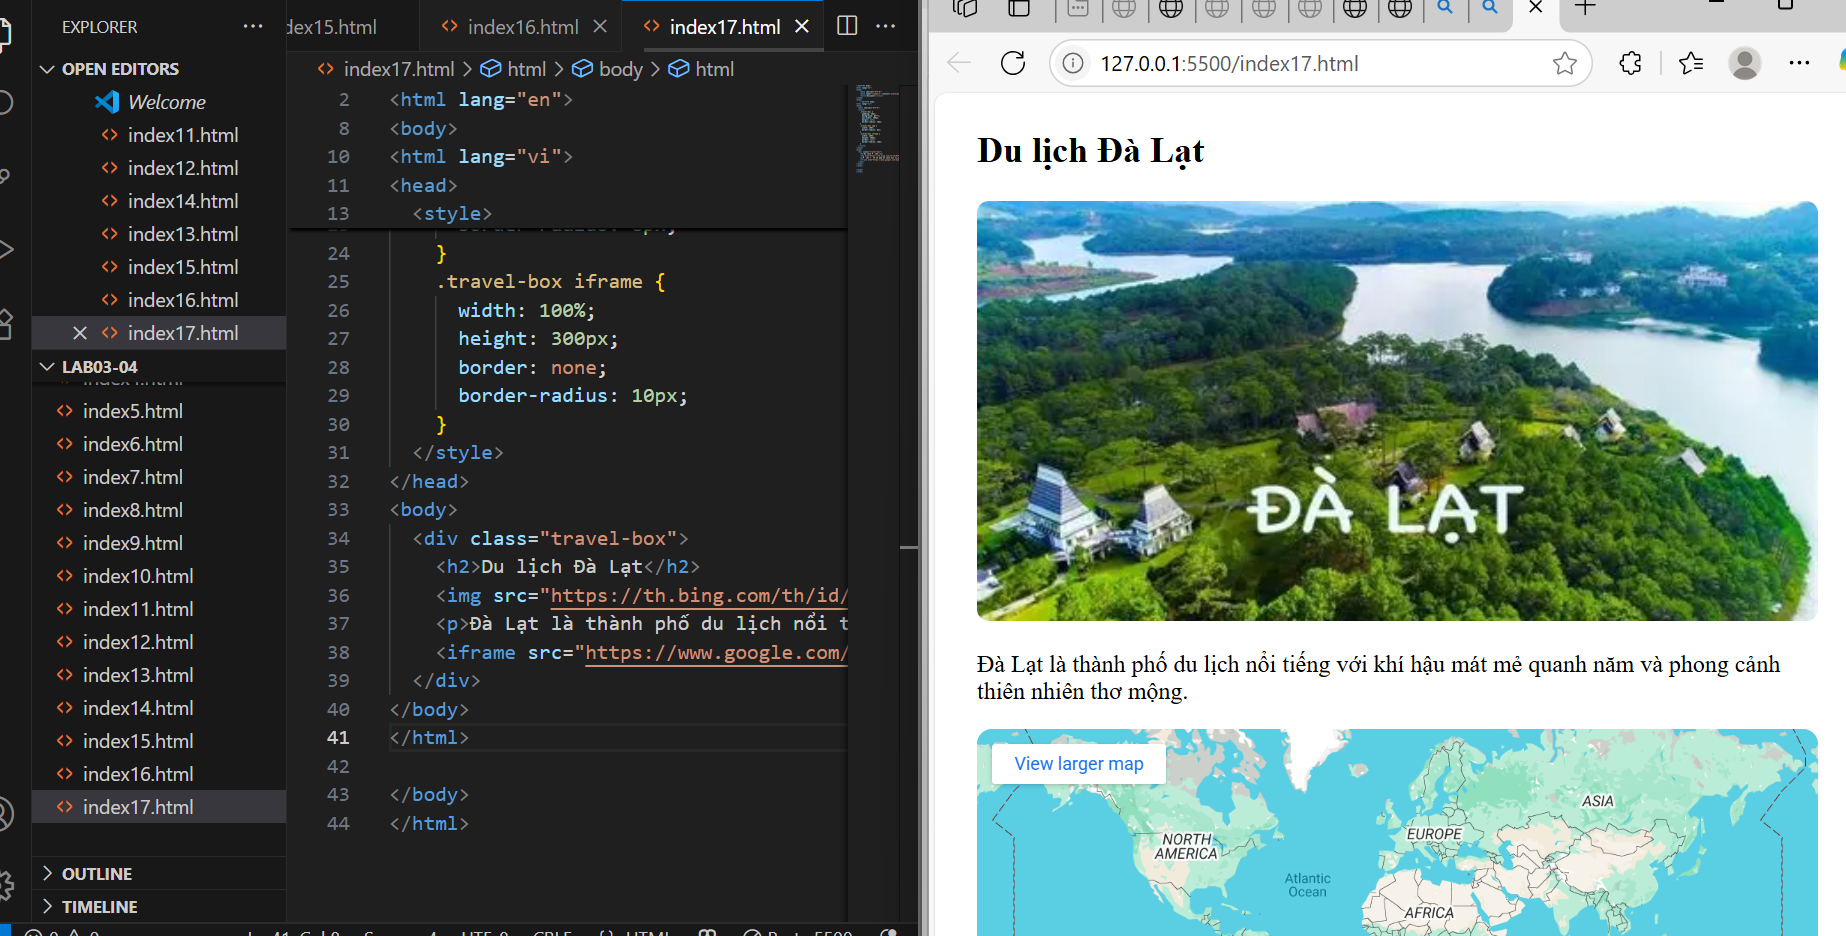 EXPLORER
OPEN EDITORS
Welcome
index11.html
index12.html
index14.html
index13.html
index15.html
index16.html
index17.html
LAB03-04
index5.html
index6.html
index7.html
index8.html
index9.html
index10.html
index11.html
index12.html
index13.html
index14.html
index15.html
index16.html
index17.html
OUTLINE
TIMELINE
dex15.html index16.html index17.html
index17.html > html > body > html
2 <html lang="en">
8 <body>
10 <html lang="vi">
11 <head>
13 <style>
24 }
25 .travel-box iframe {
26 width: 100%;
27 height: 300px;
28 border: none;
29 border-radius: 10px;
30 }
31 </style>
32 </head>
33 <body>
34 <div class="travel-box">
35 <h2>Du lịch Đà Lạt</h2>
36 <img src="https://th.bing.com/th/id/
37 <p>Đà Lạt là thành phố du lịch nổi t
38 <iframe src="https://www.google.com/
39 </div>
40 </body>
41 </html>
42
43 </body>
44 </html>
127.0.0.1:5500/index17.html
Du lịch Đà Lạt
ĐÀ LẠT
Đà Lạt là thành phố du lịch nổi tiếng với khí hậu mát mẻ quanh năm và phong cảnh
thiên nhiên thơ mộng.
View larger map
NORTH
AMERICA
Atlantic
Ocean
EUROPE
ASIA
AFRICA